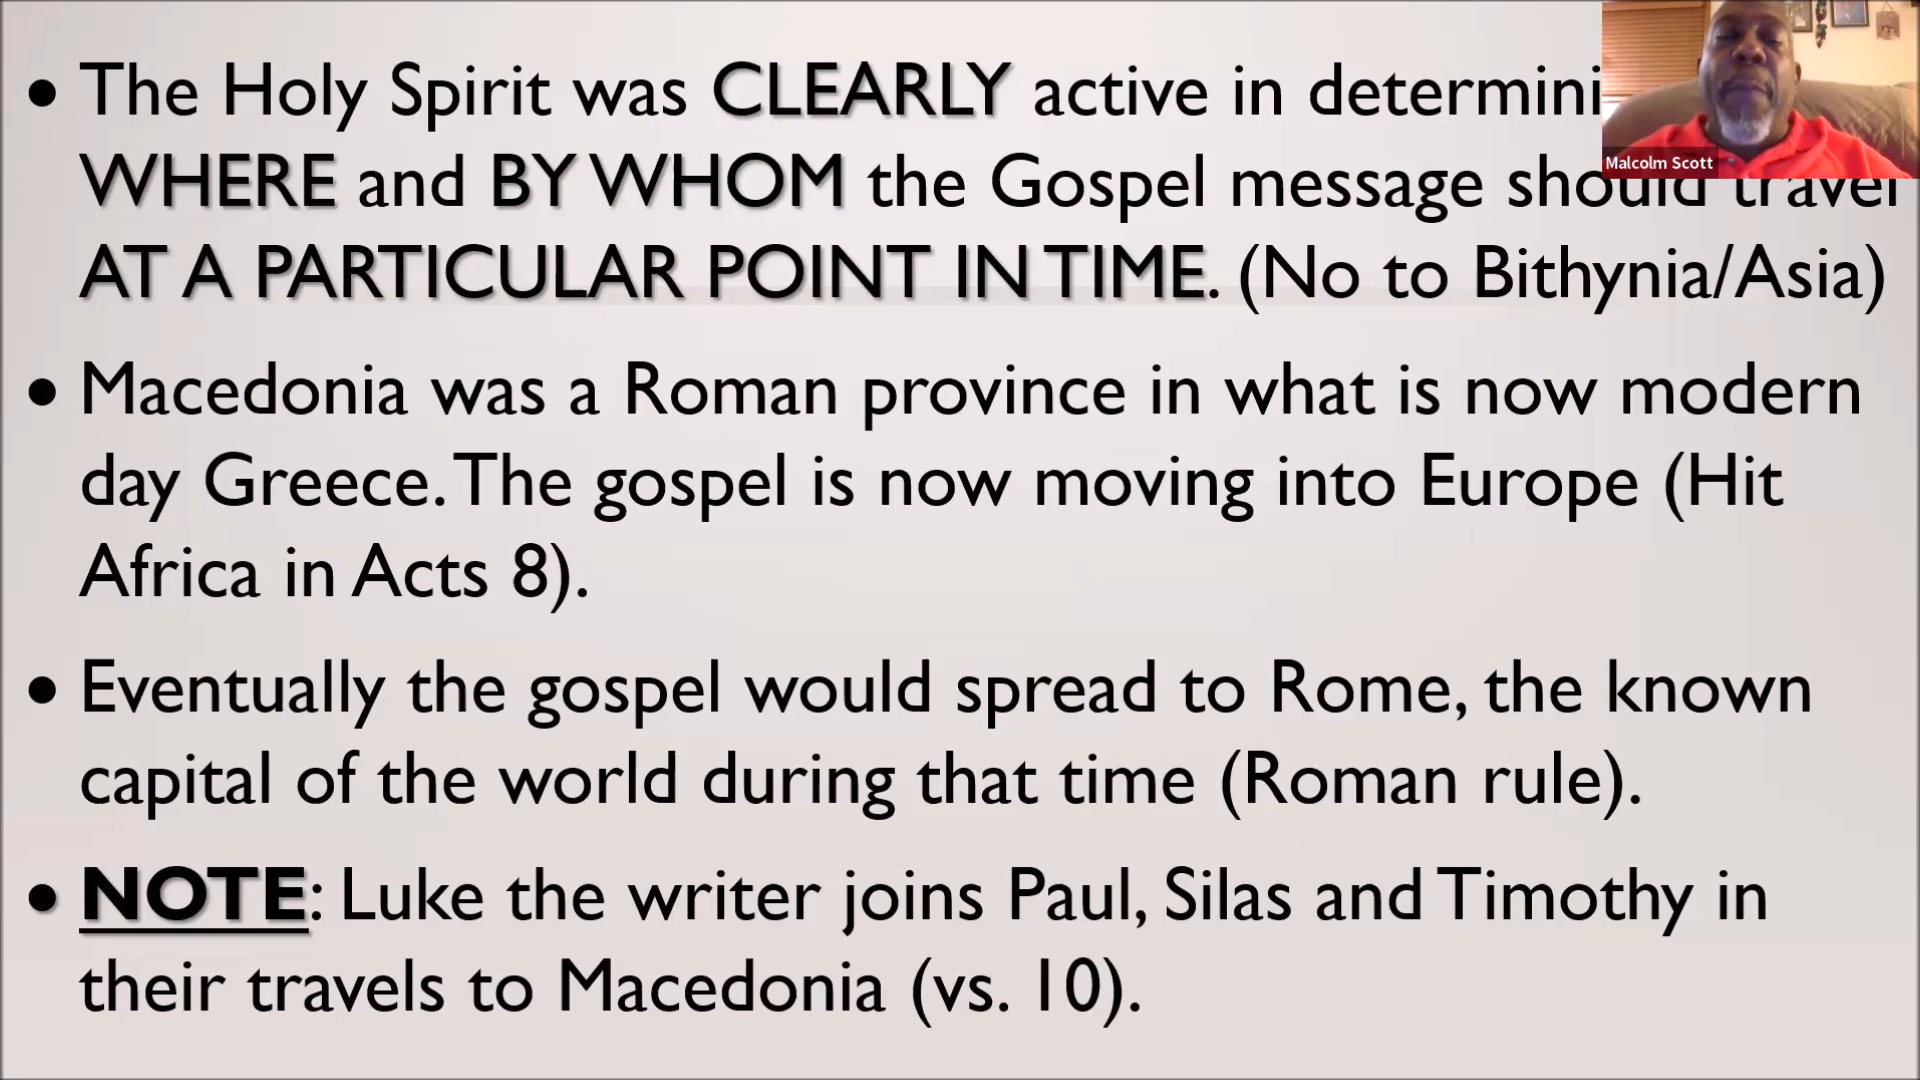 • The Holy Spirit was CLEARLY active in determini
WHERE and BY WHOM the Gospel message should travel
AT A PARTICULAR POINT IN TIME. (No to Bithynia/Asia)
• Macedonia was a Roman province in what is now modern
day Greece. The gospel is now moving into Europe (Hit
Africa in Acts 8).
• Eventually the gospel would spread to Rome, the known
capital of the world during that time (Roman rule).
• NOTE: Luke the writer joins Paul, Silas and Timothy in
their travels to Macedonia (vs. 10).
Malcolm Scott